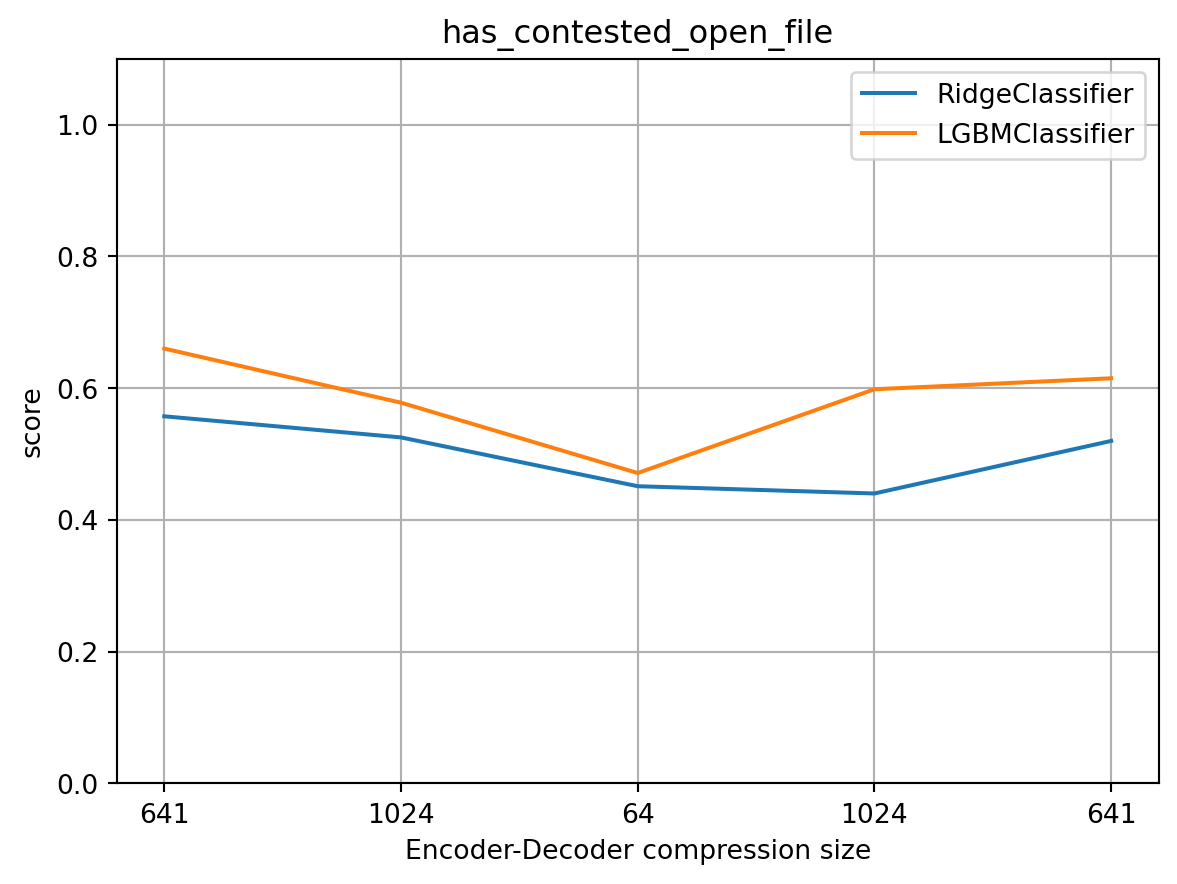 has_contested_open_file
RidgeClassifier
LGBMClassifier
1.0
0.8
0.6
0.4
0.2
0.0
score
641 1024 64 1024 641
Encoder-Decoder compression size